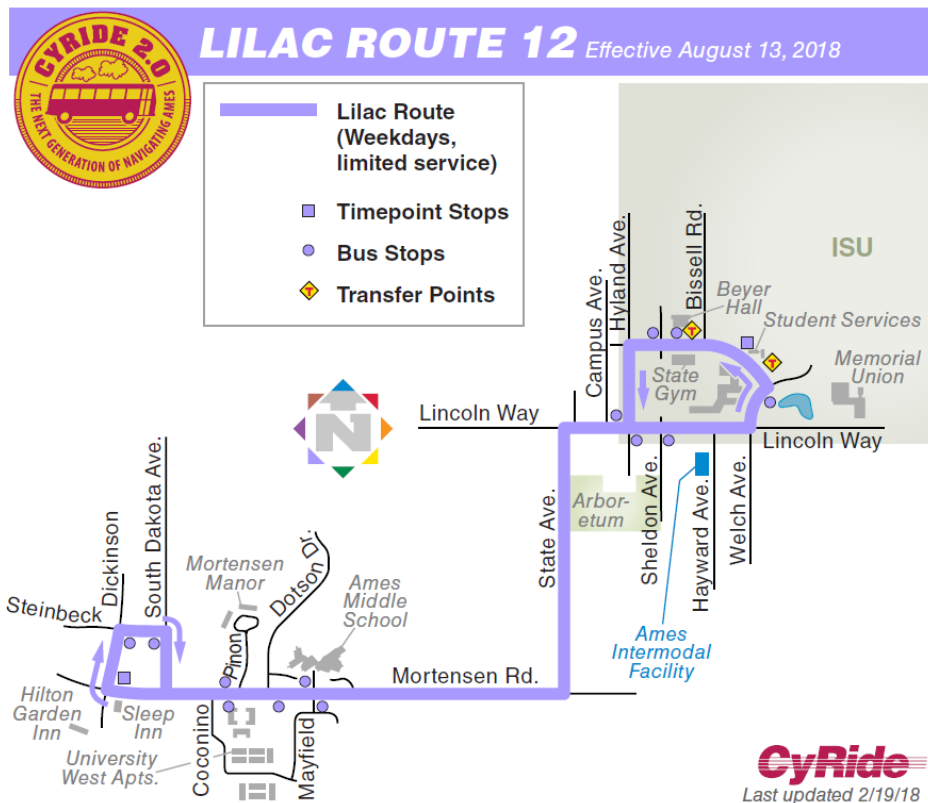 LILAC ROUTE 12 Effective August 13, 2018
CYRIDE 2.0
THE NEXT GENERATION OF NAVIGATING AMES
Lilac Route
(Weekdays,
limited service)
Timepoint Stops
Bus Stops
T Transfer Points
ISU
Campus Ave.
Hyland Ave.
Bissell Rd.
Beyer
Hall
T
Student Services
T
State
Gym
Memorial
Union
N
Lincoln Way
Lincoln Way
State Ave.
Arbor-
etum
Sheldon Ave.
Hayward Ave.
Welch Ave.
Ames
Intermodal
Facility
Steinbeck
Dickinson
South Dakota Ave.
Mortensen
Manor
Pinon
Dotson Dr.
Ames
Middle
School
Mortensen Rd.
Hilton
Garden
Inn
Sleep
Inn
University
West Apts.
Coconino
Mayfield
CyRide
Last updated 2/19/18